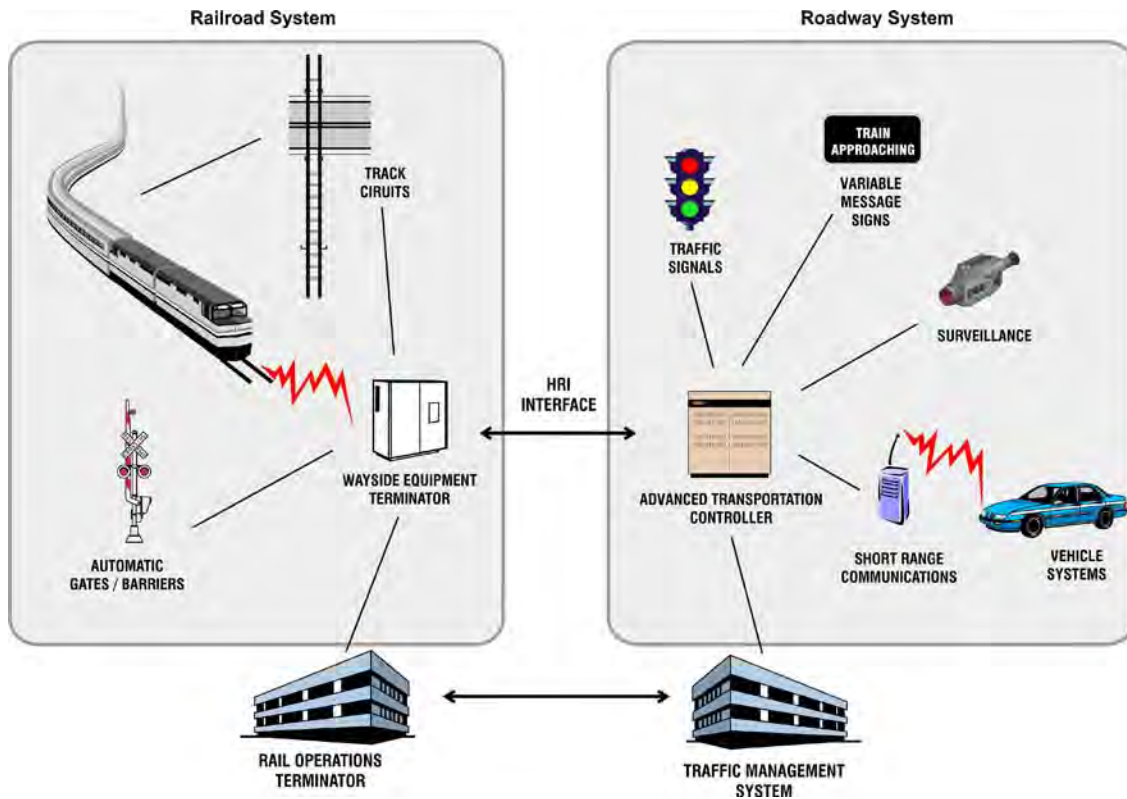 Railroad System
Roadway System
TRACK
CIRUITS
TRAIN
APPROACHING
VARIABLE
MESSAGE
SIGNS
TRAFFIC
SIGNALS
SURVEILLANCE
HRI
INTERFACE
WAYSIDE EQUIPMENT
TERMINATOR
ADVANCED TRANSPORTATION
CONTROLLER
AUTOMATIC
GATES / BARRIERS
SHORT RANGE
COMMUNICATIONS
VEHICLE
SYSTEMS
RAIL OPERATIONS
TERMINATOR
TRAFFIC MANAGEMENT
SYSTEM